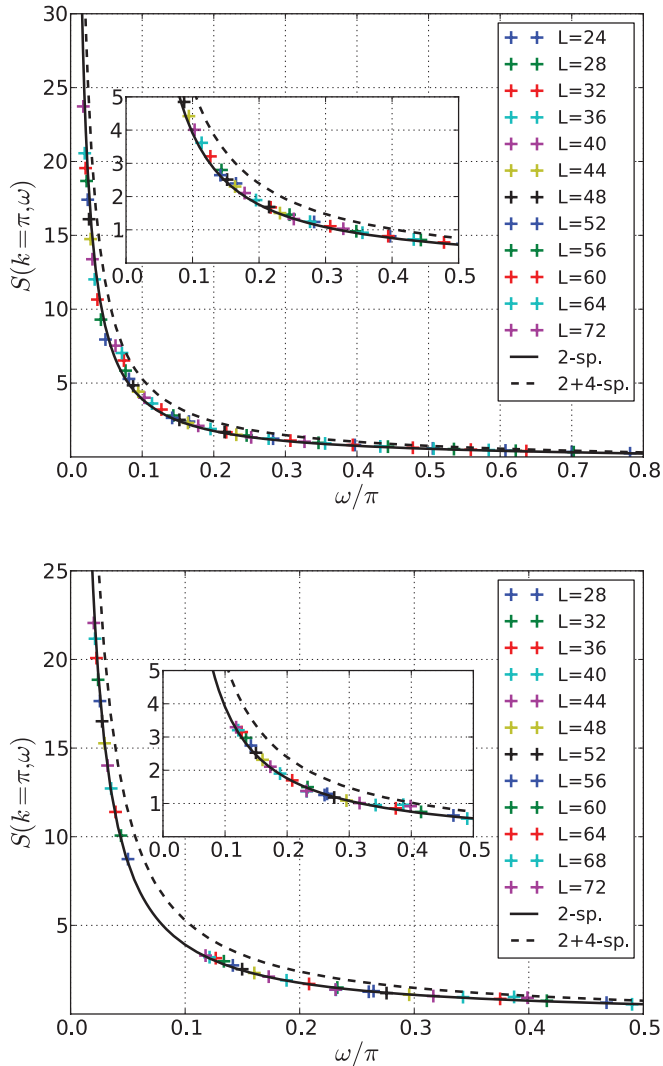 30
25
20
15
10
5
S(k=π,ω)
0.0 0.1 0.2 0.3 0.4 0.5 0.6 0.7 0.8
ω/π
5
4
3
2
1
0.0 0.1 0.2 0.3 0.4 0.5
L=24
L=28
L=32
L=36
L=40
L=44
L=48
L=52
L=56
L=60
L=64
L=72
2-sp.
2+4-sp.
25
20
15
10
5
S(k=π,ω)
0.0 0.1 0.2 0.3 0.4 0.5
ω/π
5
4
3
2
1
0.0 0.1 0.2 0.3 0.4 0.5
L=28
L=32
L=36
L=40
L=44
L=48
L=52
L=56
L=60
L=64
L=68
L=72
2-sp.
2+4-sp.